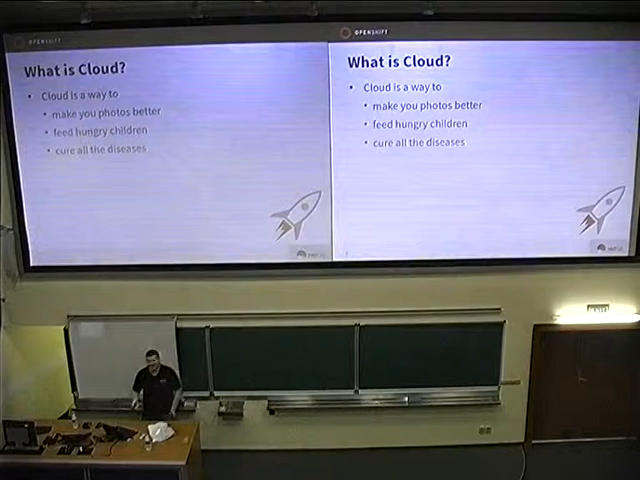 OPENSHIFT
What is Cloud?
• Cloud is a way to
• make you photos better
• feed hungry children
• cure all the diseases
OPENSHIFT
What is Cloud?
• Cloud is a way to
• make you photos better
• feed hungry children
• cure all the diseases